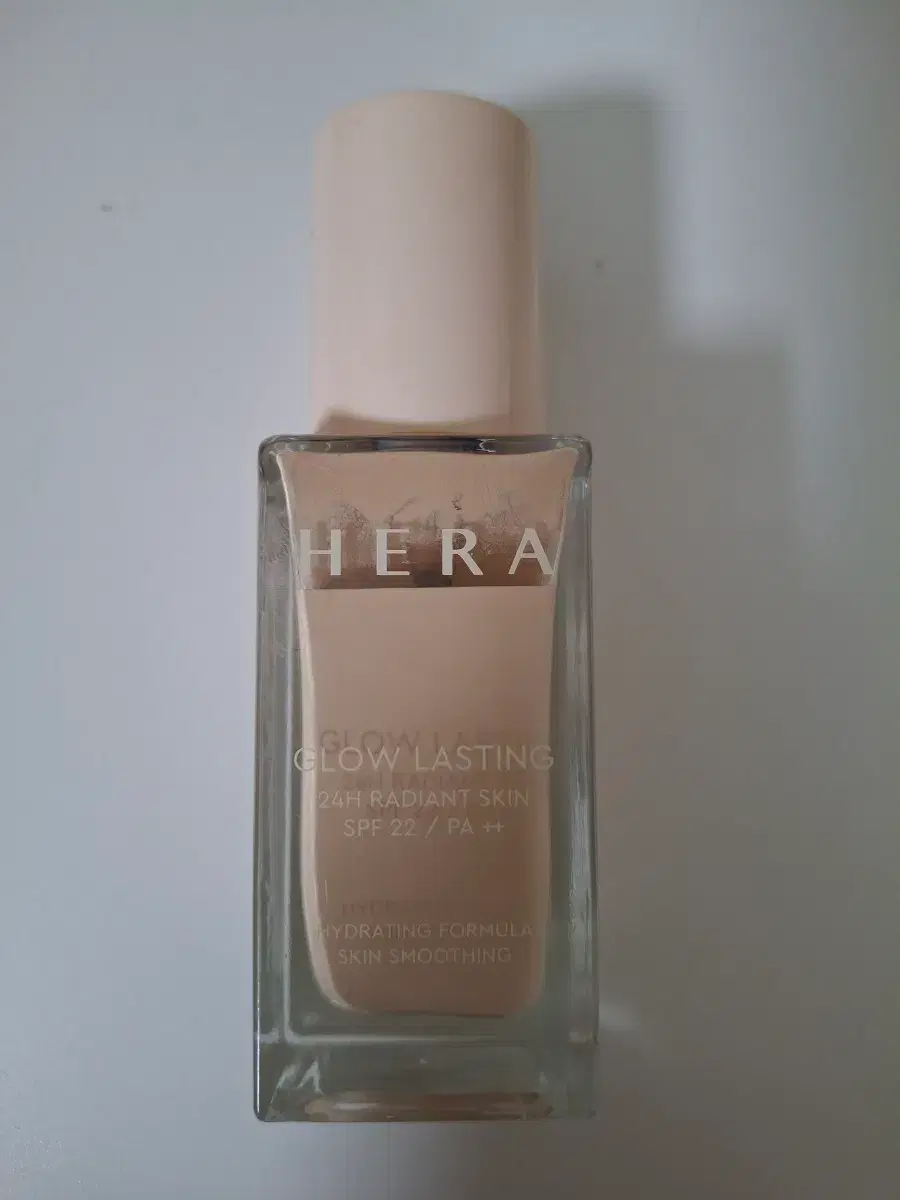 HERA
GLOW LASTING
24H RADIANT SKIN
SPF 22 / PA ++
HYDRATING FORMULA
SKIN SMOOTHING